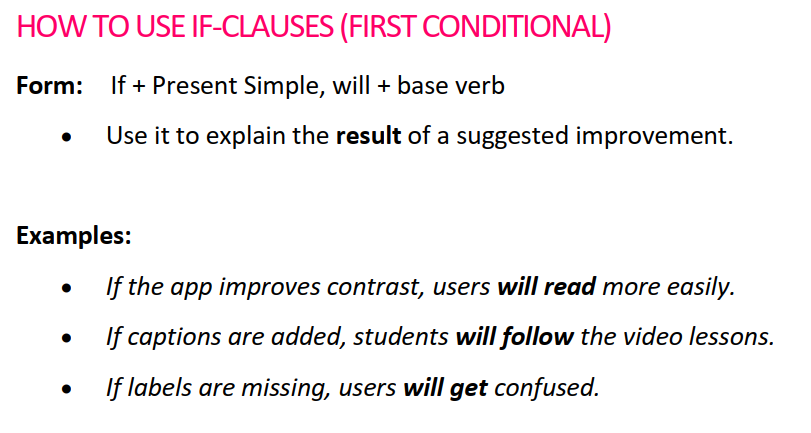 HOW TO USE IF-CLAUSES (FIRST CONDITIONAL)
Form: If + Present Simple, will + base verb
• Use it to explain the result of a suggested improvement.
Examples:
• If the app improves contrast, users will read more easily.
• If captions are added, students will follow the video lessons.
• If labels are missing, users will get confused.